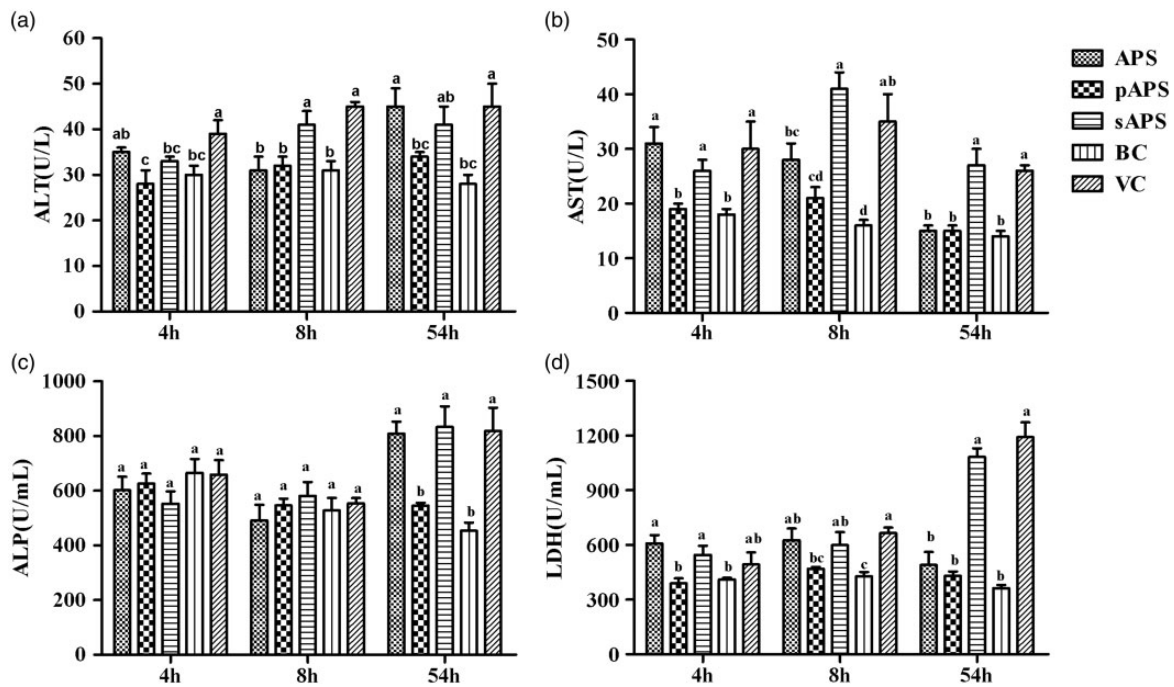 (a)
ALT(U/L)
60
50
40
30
20
10
0
ab c bc bc a
b b a b a
a bc ab bc a
4h 8h 54h
(b)
AST(U/L)
50
40
30
20
10
0
a b a b a
bc cd a d ab
b b a b a
4h 8h 54h
APS
pAPS
sAPS
BC
VC
(c)
ALP(U/mL)
1000
800
600
400
200
0
a a a a a
a a a a a
a b a b a
4h 8h 54h
(d)
LDH(U/mL)
1500
1200
900
600
300
0
a b a b ab
ab bc ab c a
b b a b a
4h 8h 54h